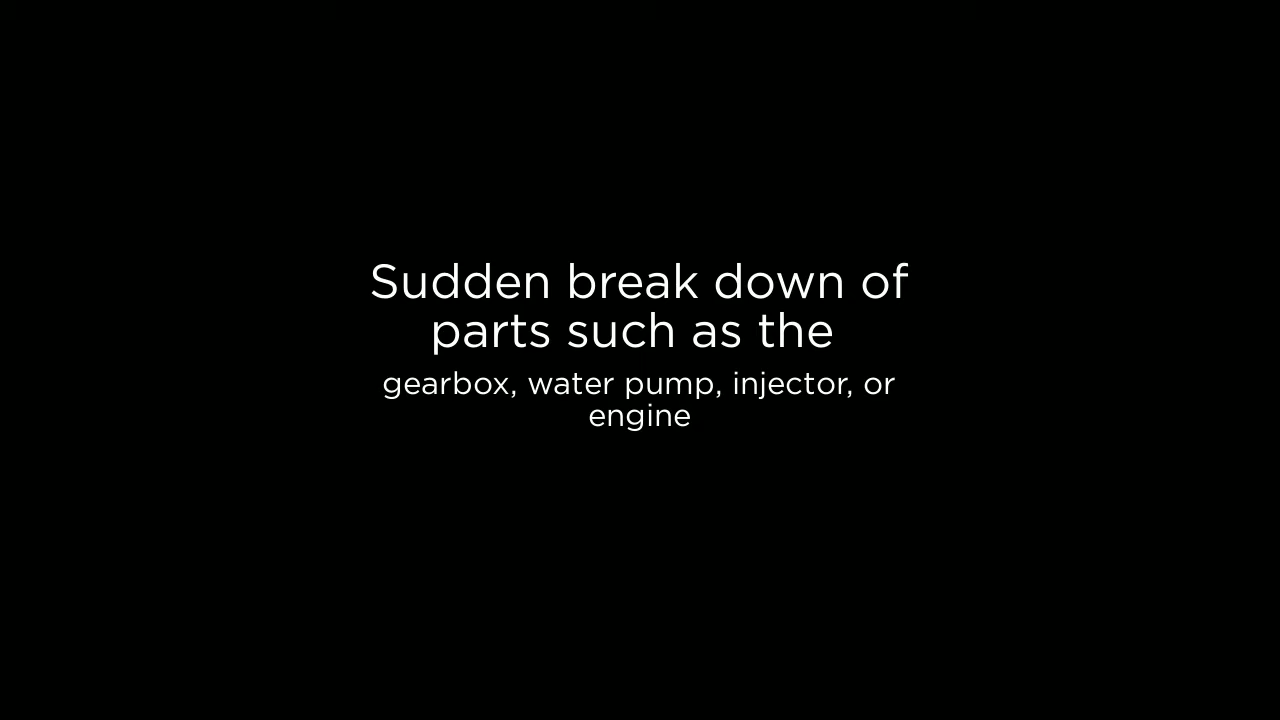 Sudden break down of
parts such as the
gearbox, water pump, injector, or
engine